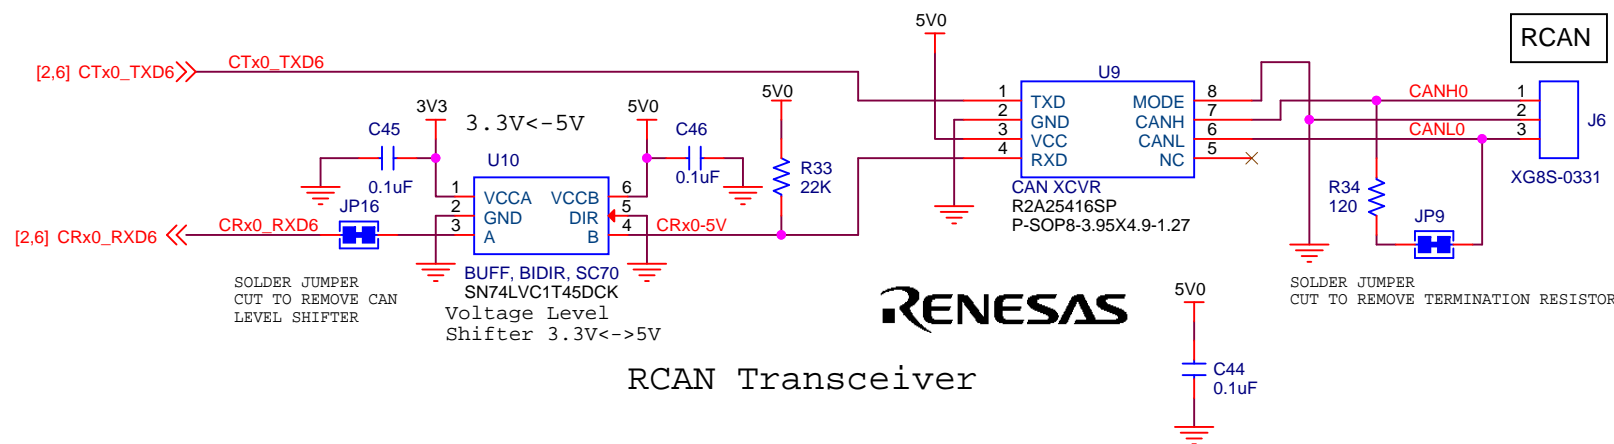 5V0
RCAN
[2,6] CTx0_TXD6
CTx0_TXD6
U9
1 TXD MODE 8
2 GND CANH 7
3 VCC CANL 6
4 RXD NC 5
CAN XCVR
R2A25416SP
P-SOP8-3.95X4.9-1.27
CANH0
CANL0
1
2
3
J6
XG8S-0331
3V3
3.3V<-5V
5V0
5V0
C45
0.1uF
C46
0.1uF
R33
22K
U10
1 VCCA VCCB 6
2 GND DIR 5
3 A B 4
JP16
[2,6] CRx0_RXD6
CRx0_RXD6
CRx0-5V
BUFF, BIDIR, SC70
SN74LVC1T45DCK
Voltage Level
Shifter 3.3V<->5V
SOLDER JUMPER
CUT TO REMOVE CAN
LEVEL SHIFTER
R34
120
JP9
SOLDER JUMPER
CUT TO REMOVE TERMINATION RESISTOR
RENESAS
5V0
C44
0.1uF
RCAN Transceiver